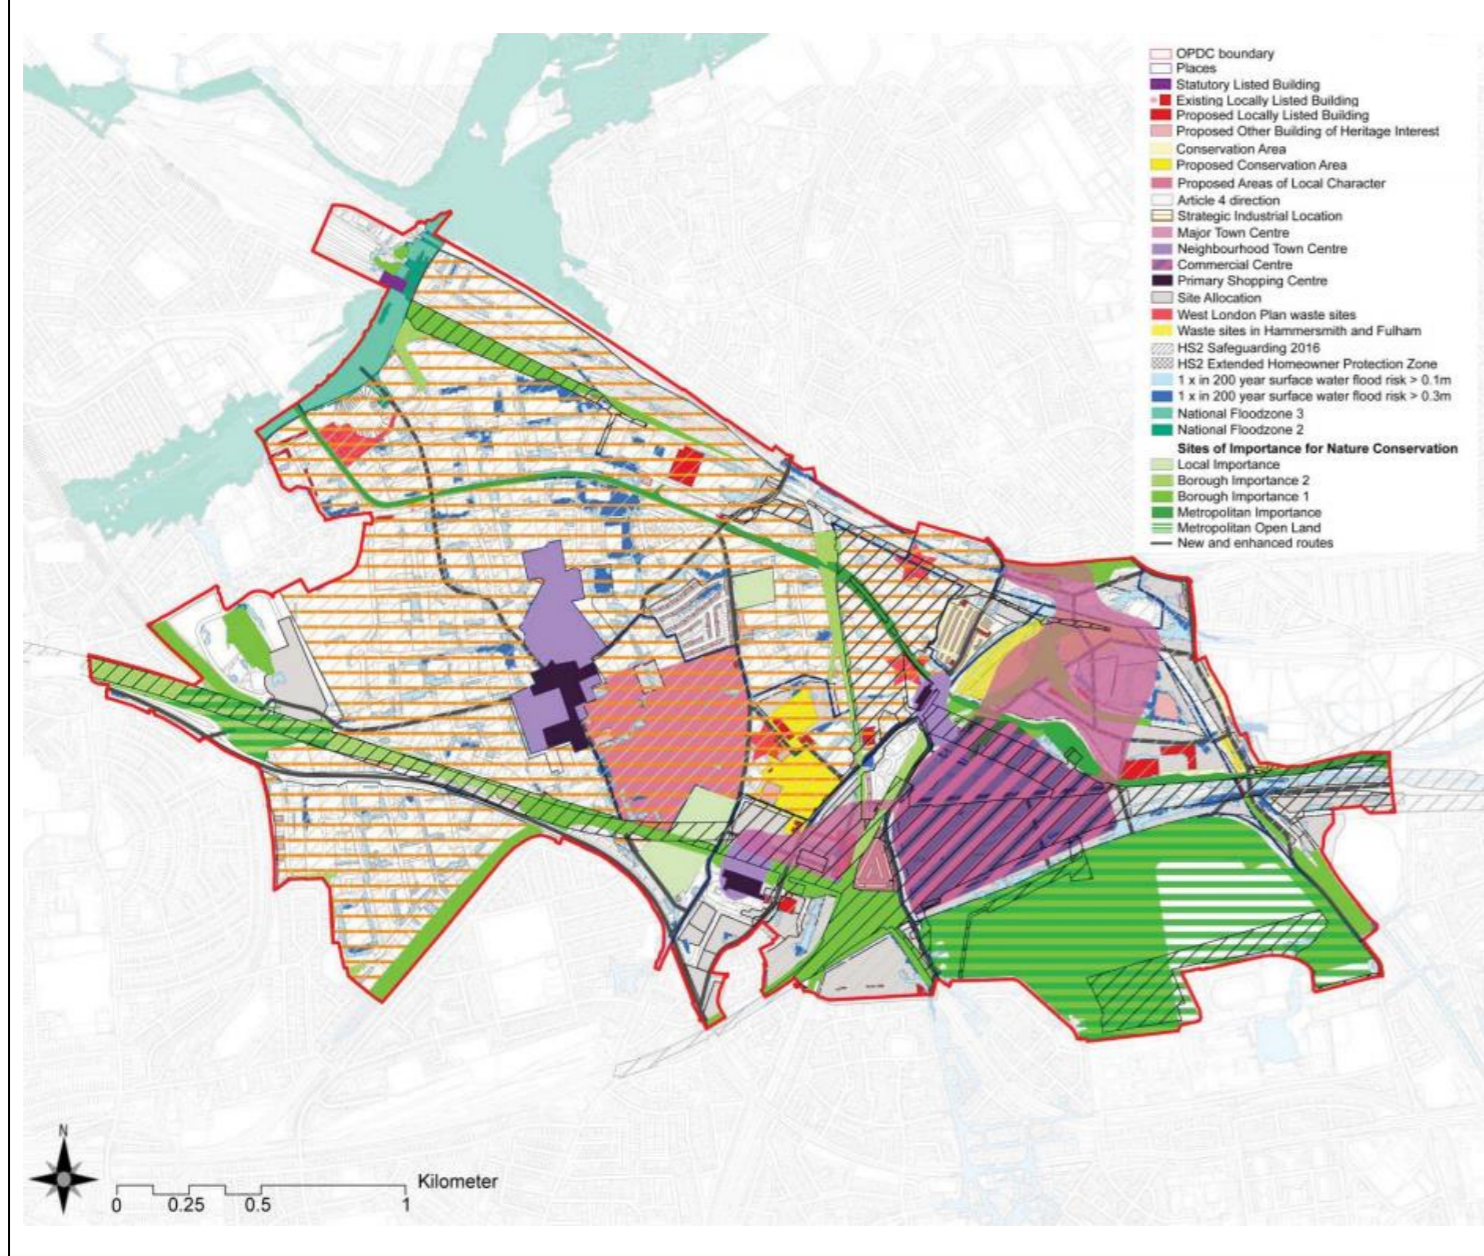 OPDC boundary
Places
Statutory Listed Building
Existing Locally Listed Building
Proposed Locally Listed Building
Proposed Other Building of Heritage Interest
Conservation Area
Proposed Conservation Area
Proposed Areas of Local Character
Article 4 direction
Strategic Industrial Location
Major Town Centre
Neighbourhood Town Centre
Commercial Centre
Primary Shopping Centre
Site Allocation
West London Plan waste sites
Waste sites in Hammersmith and Fulham
HS2 Safeguarding 2016
HS2 Extended Homeowner Protection Zone
1 x in 200 year surface water flood risk > 0.1m
1 x in 200 year surface water flood risk > 0.3m
National Floodzone 3
National Floodzone 2
Sites of Importance for Nature Conservation
Local Importance
Borough Importance 2
Borough Importance 1
Metropolitan Importance
Metropolitan Open Land
New and enhanced routes
N
Kilometer
0 0.25 0.5 1